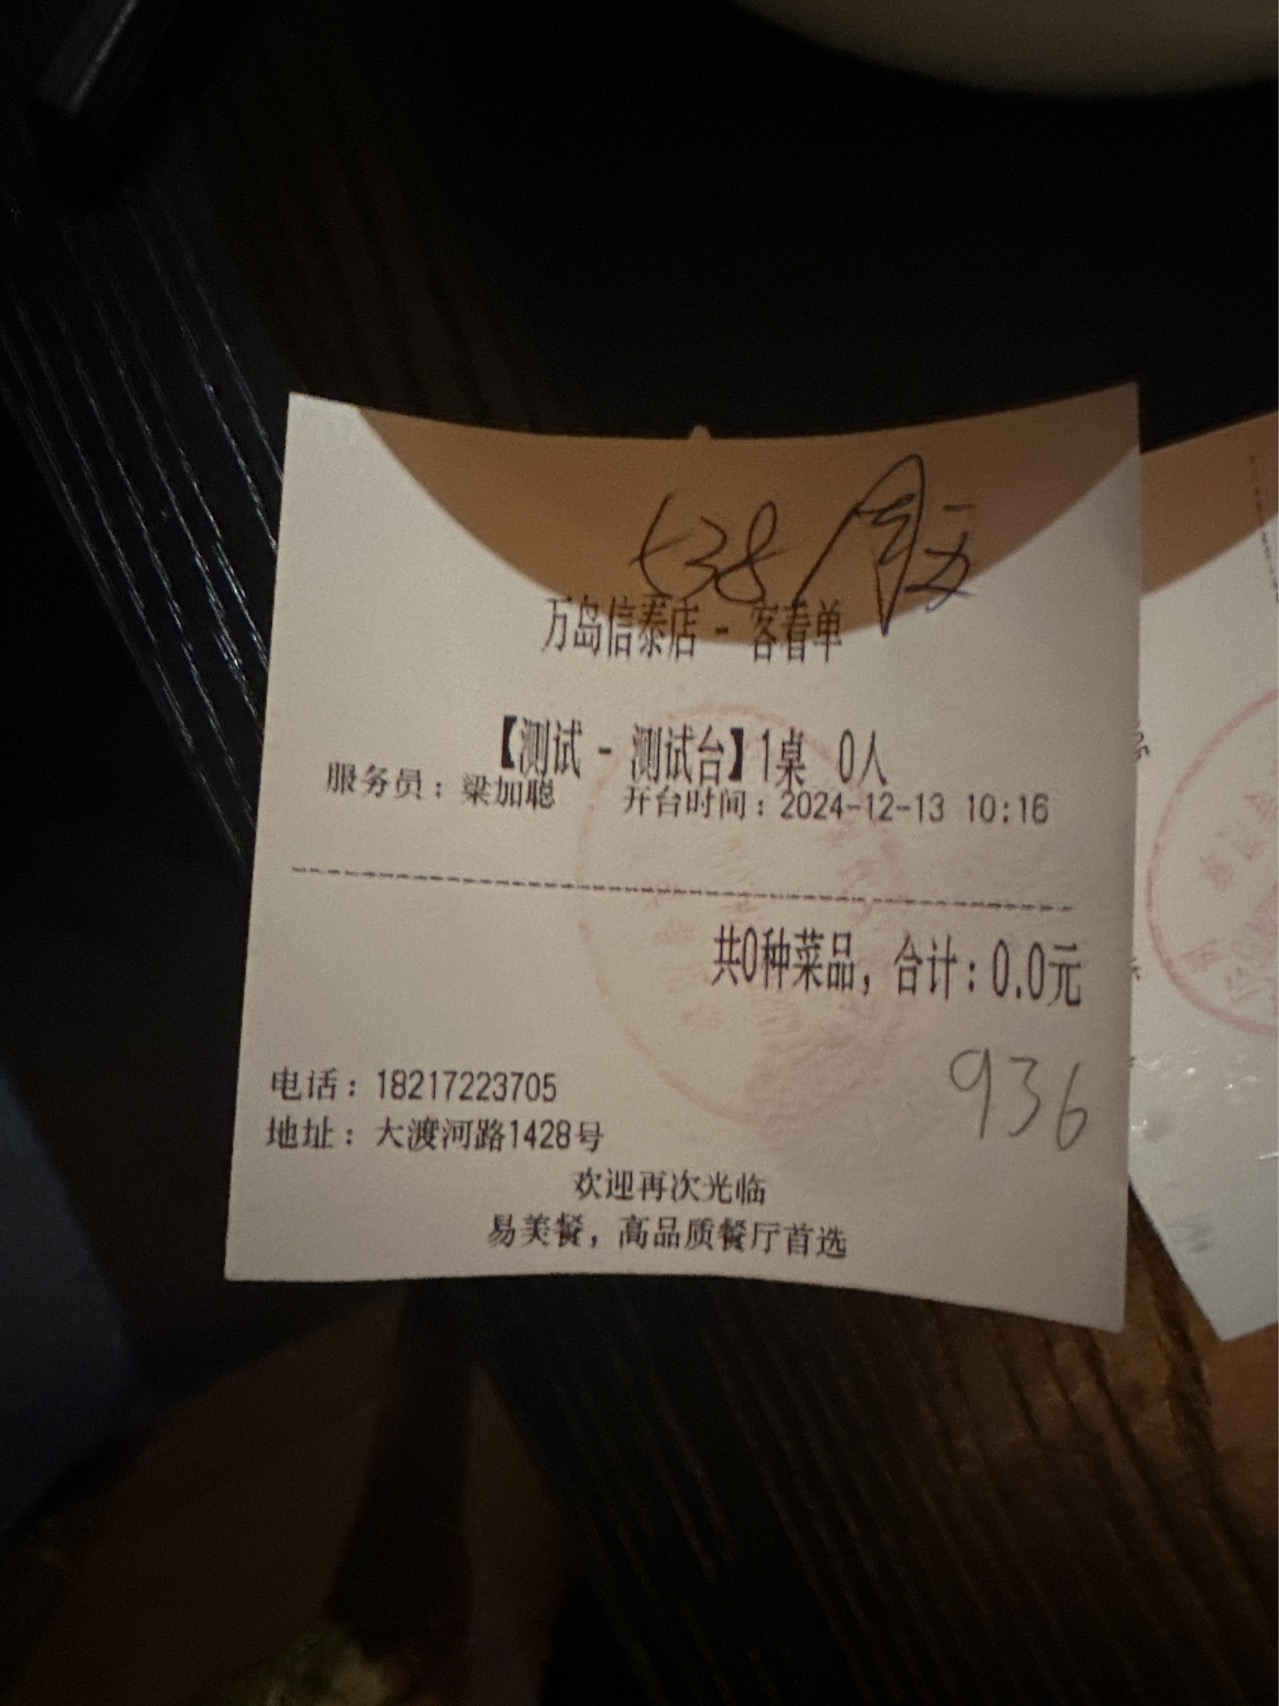 538
万岛信泰店 - 客看单
【测试 - 测试台】1桌 0人
服务员：梁加聪 开台时间：2024-12-13 10:16
共0种菜品，合计：0.0元
936
电话：18217223705
地址：大渡河路1428号
欢迎再次光临
易美餐，高品质餐厅首选